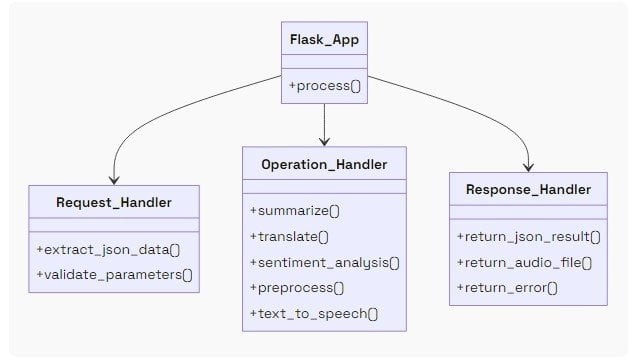 Flask_App
+process()
Request_Handler
+extract_json_data()
+validate_parameters()
Operation_Handler
+summarize()
+translate()
+sentiment_analysis()
+preprocess()
+text_to_speech()
Response_Handler
+return_json_result()
+return_audio_file()
+return_error()